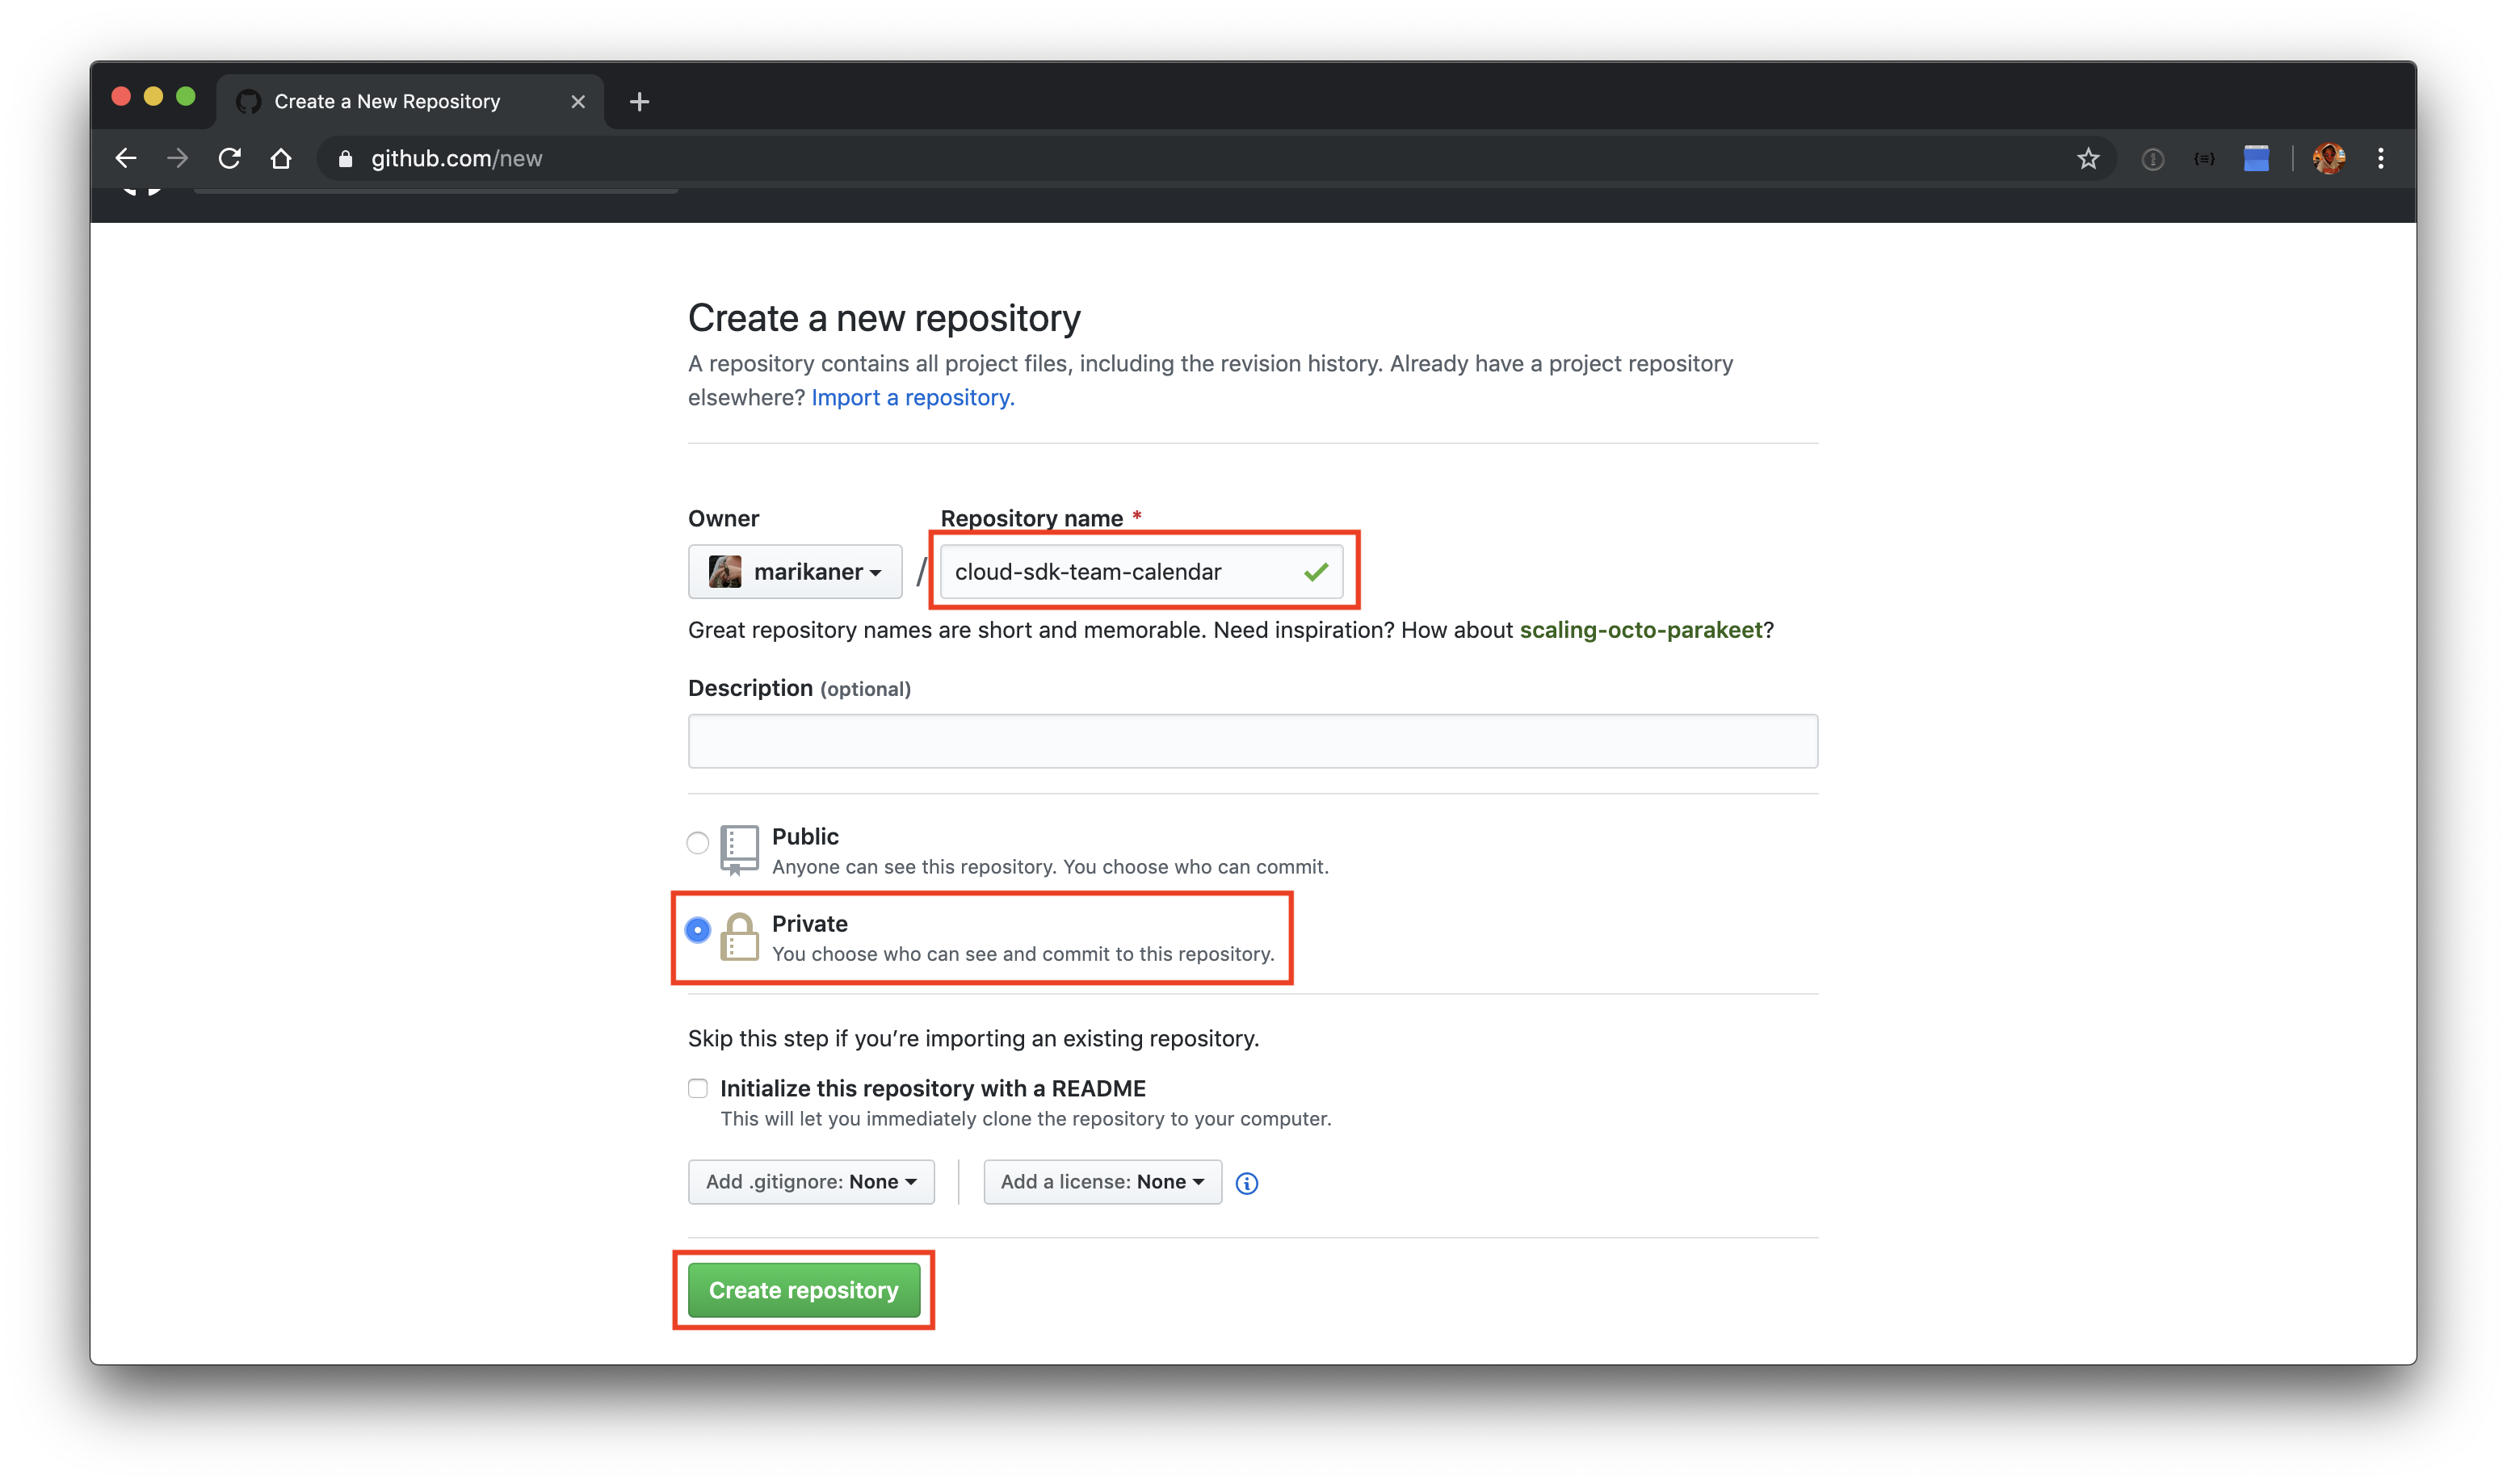 Create a New Repository
github.com/new
Create a new repository
A repository contains all project files, including the revision history. Already have a project repository
elsewhere? Import a repository.
Owner
Repository name *
marikaner
/
cloud-sdk-team-calendar
Great repository names are short and memorable. Need inspiration? How about scaling-octo-parakeet?
Description (optional)
Public
Anyone can see this repository. You choose who can commit.
Private
You choose who can see and commit to this repository.
Skip this step if you’re importing an existing repository.
Initialize this repository with a README
This will let you immediately clone the repository to your computer.
Add .gitignore: None
Add a license: None
Create repository